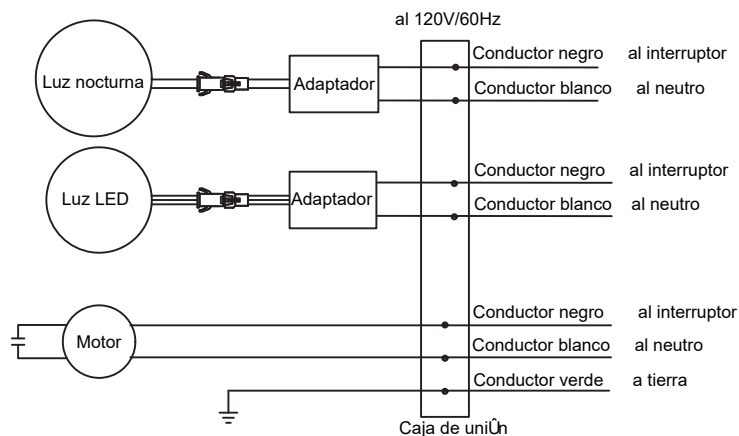 al 120V/60Hz
Conductor negro al interruptor
Luz nocturna
Adaptador
Conductor blanco al neutro
Conductor negro al interruptor
Luz LED
Adaptador
Conductor blanco al neutro
Conductor negro al interruptor
Motor
Conductor blanco al neutro
Conductor verde a tierra
Caja de uniÛn